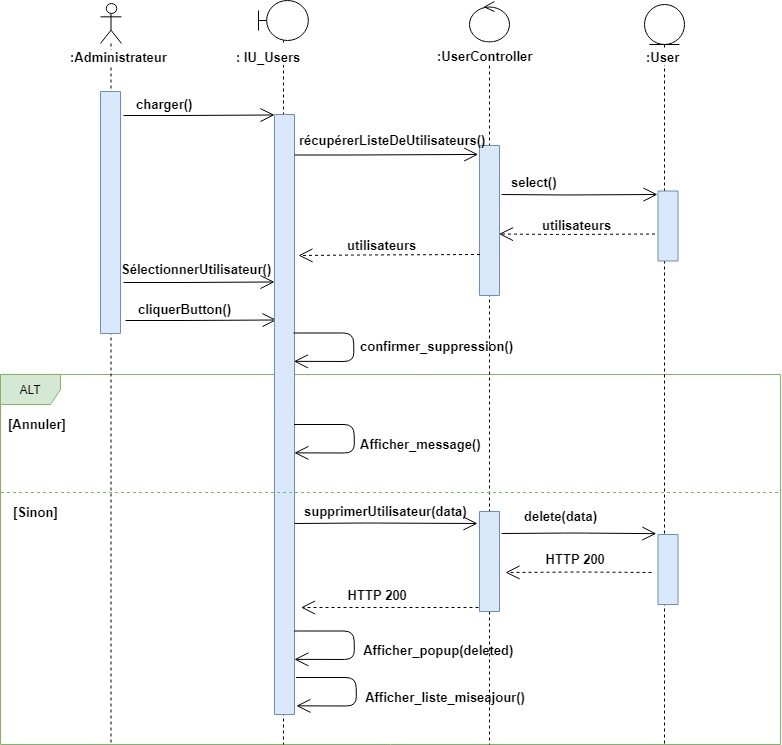 :Administrateur
: IU_Users
:UserController
:User
charger()
récupérerListeDeUtilisateurs()
select()
utilisateurs
utilisateurs
SélectionnerUtilisateur()
cliquerButton()
confirmer_suppression()
ALT
[Annuler]
Afficher_message()
[Sinon]
supprimerUtilisateur(data)
delete(data)
HTTP 200
HTTP 200
Afficher_popup(deleted)
Afficher_liste_miseajour()